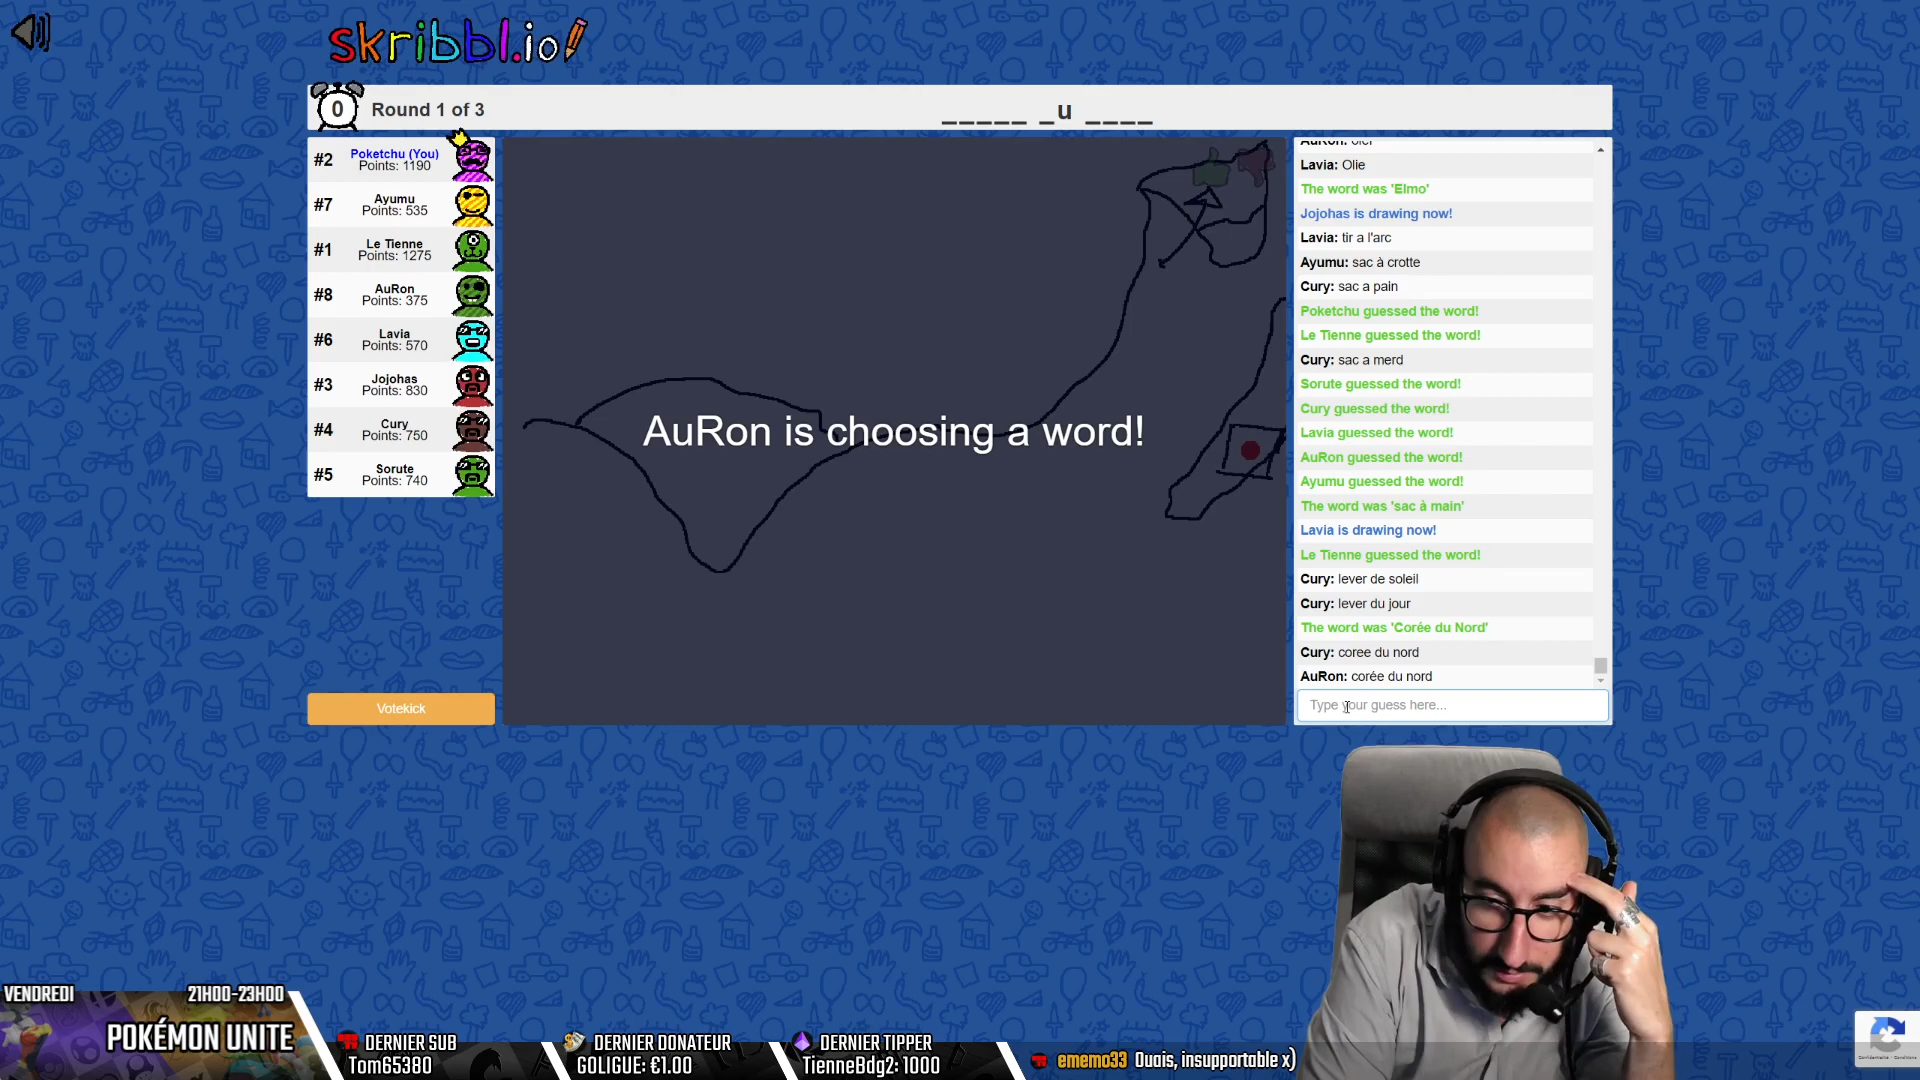 skribbl.io
0
Round 1 of 3
_____ _u ____
#2 Poketchu (You)
Points: 1190
#7 Ayumu
Points: 535
#1 Le Tienne
Points: 1275
#8 AuRon
Points: 375
#6 Lavia
Points: 570
#3 Jojohas
Points: 830
#4 Cury
Points: 750
#5 Sorute
Points: 740
Votekick
AuRon is choosing a word!
Lavia: Olie
The word was 'Elmo'
Jojohas is drawing now!
Lavia: tir a l'arc
Ayumu: sac à crotte
Cury: sac a pain
Poketchu guessed the word!
Le Tienne guessed the word!
Cury: sac a merd
Sorute guessed the word!
Cury guessed the word!
Lavia guessed the word!
AuRon guessed the word!
Ayumu guessed the word!
The word was 'sac à main'
Lavia is drawing now!
Le Tienne guessed the word!
Cury: lever de soleil
Cury: lever du jour
The word was 'Corée du Nord'
Cury: coree du nord
AuRon: corée du nord
Type your guess here...
VENDREDI 21H00-23H00
POKÉMON UNITE
DERNIER SUB
Tom65380
DERNIER DONATEUR
GOLIGUE: €1.00
DERNIER TIPPER
TienneBdg2: 1000
ememo33 Ouais, insupportable x)